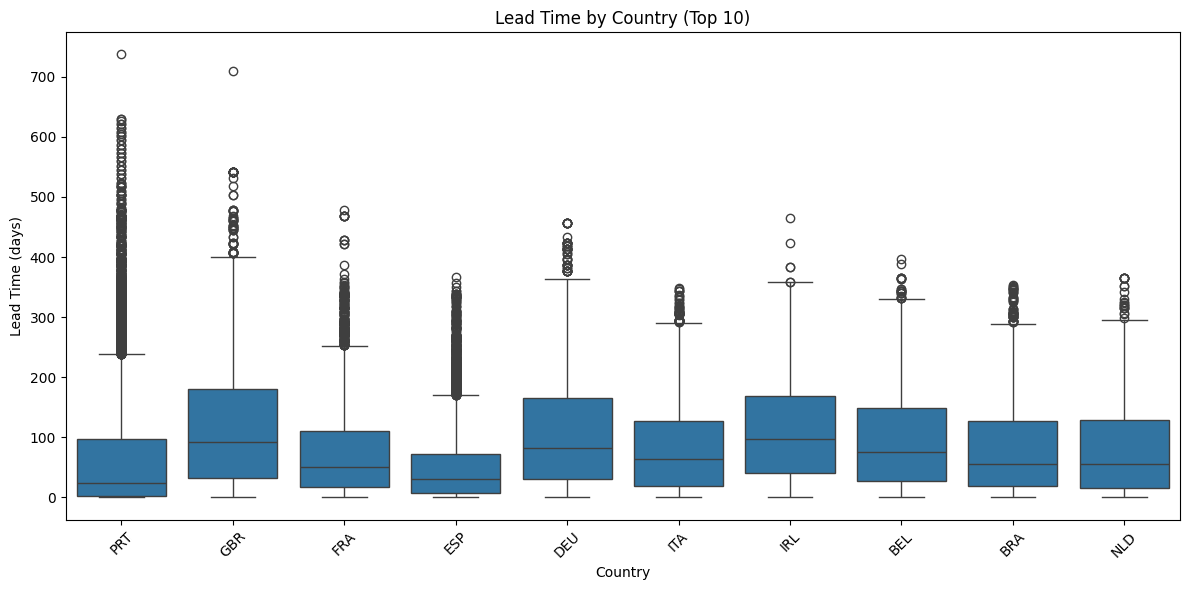 Lead Time by Country (Top 10)
Lead Time (days)
700
600
500
400
300
200
100
0
PRT
GBR
FRA
ESP
DEU
ITA
IRL
BEL
BRA
NLD
Country